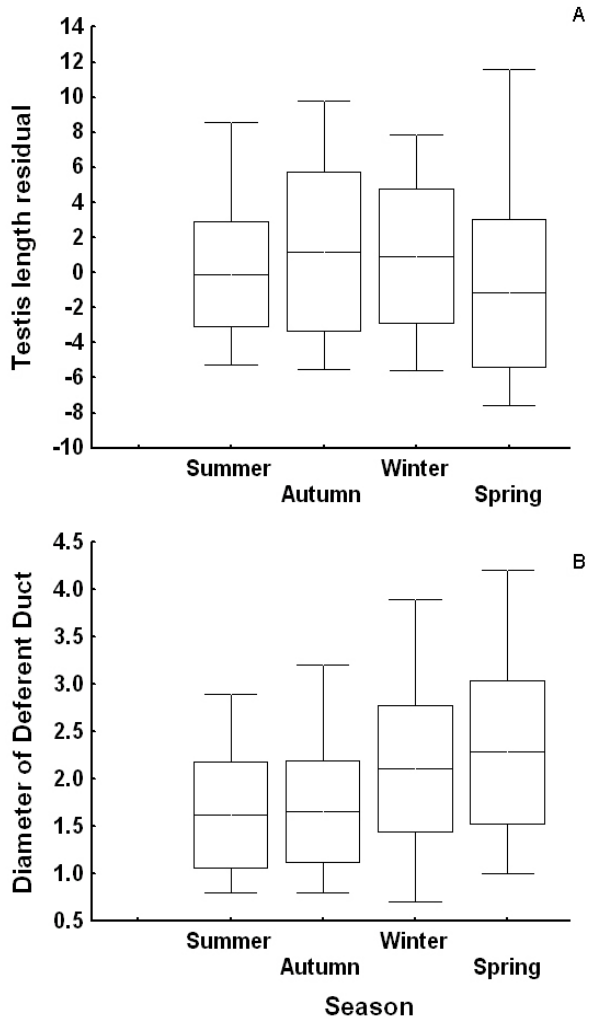 A
Testis length residual
14
12
10
8
6
4
2
0
-2
-4
-6
-8
-10
Summer
Autumn
Winter
Spring
B
Diameter of Deferent Duct
4.5
4.0
3.5
3.0
2.5
2.0
1.5
1.0
0.5
Summer
Autumn
Winter
Spring
Season